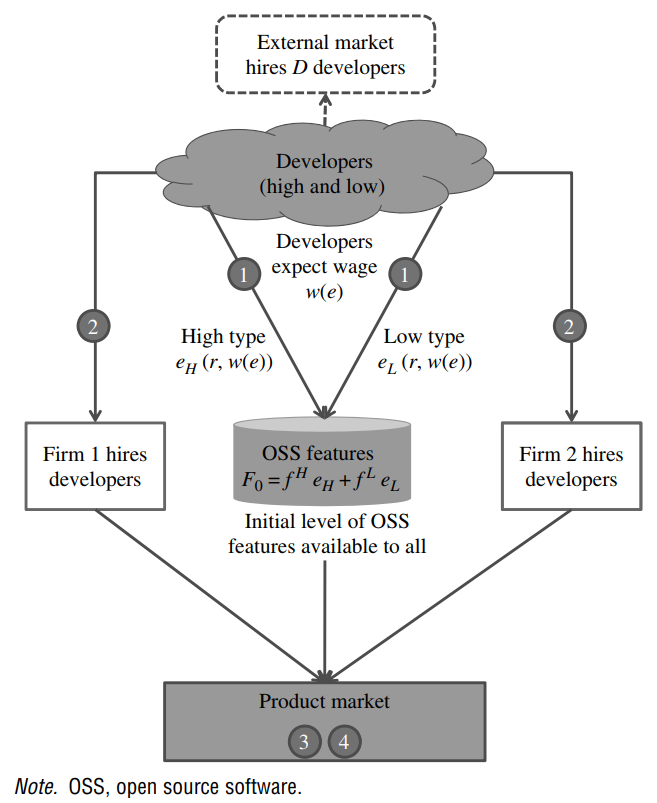 External market
hires D developers
Developers
(high and low)
Developers
expect wage
w(e)
1
1
2
2
High type
e_H (r, w(e))
Low type
e_L (r, w(e))
Firm 1 hires
developers
OSS features
F_0 = f^H e_H + f^L e_L
Firm 2 hires
developers
Initial level of OSS
features available to all
Product market
3 4
Note. OSS, open source software.